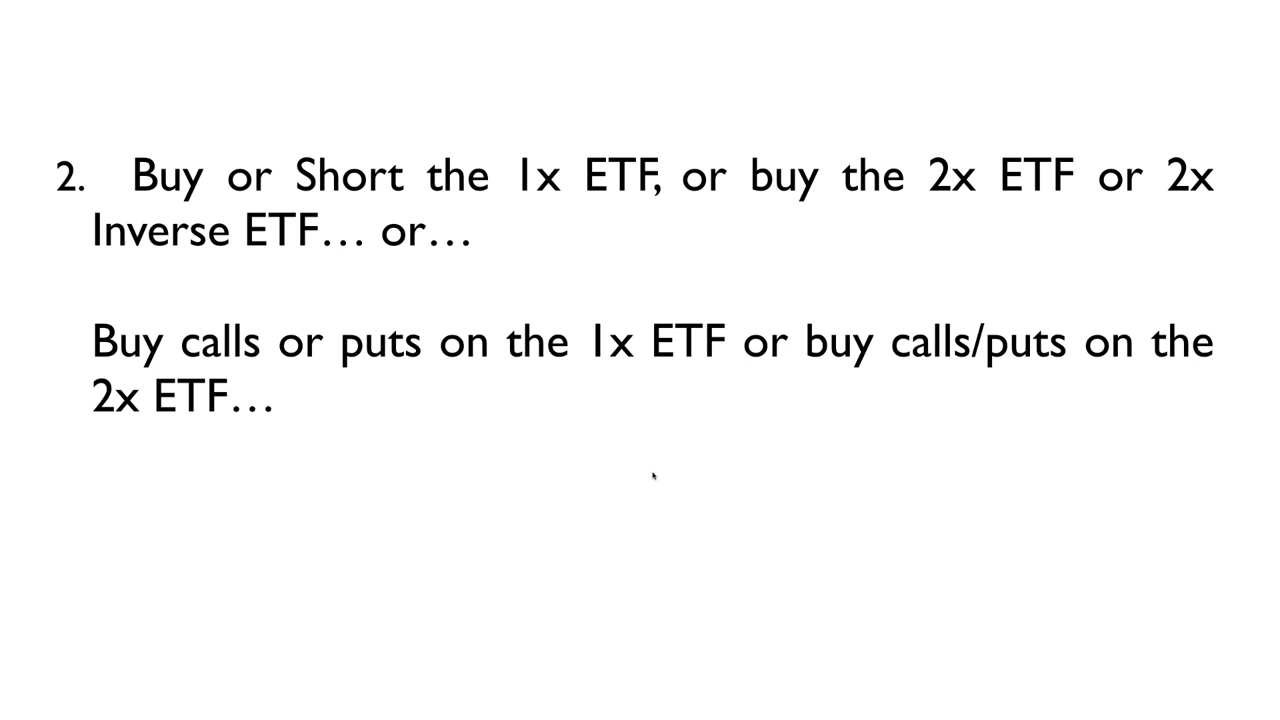 2. Buy or Short the 1x ETF, or buy the 2x ETF or 2x
Inverse ETF… or…
Buy calls or puts on the 1x ETF or buy calls/puts on the
2x ETF…